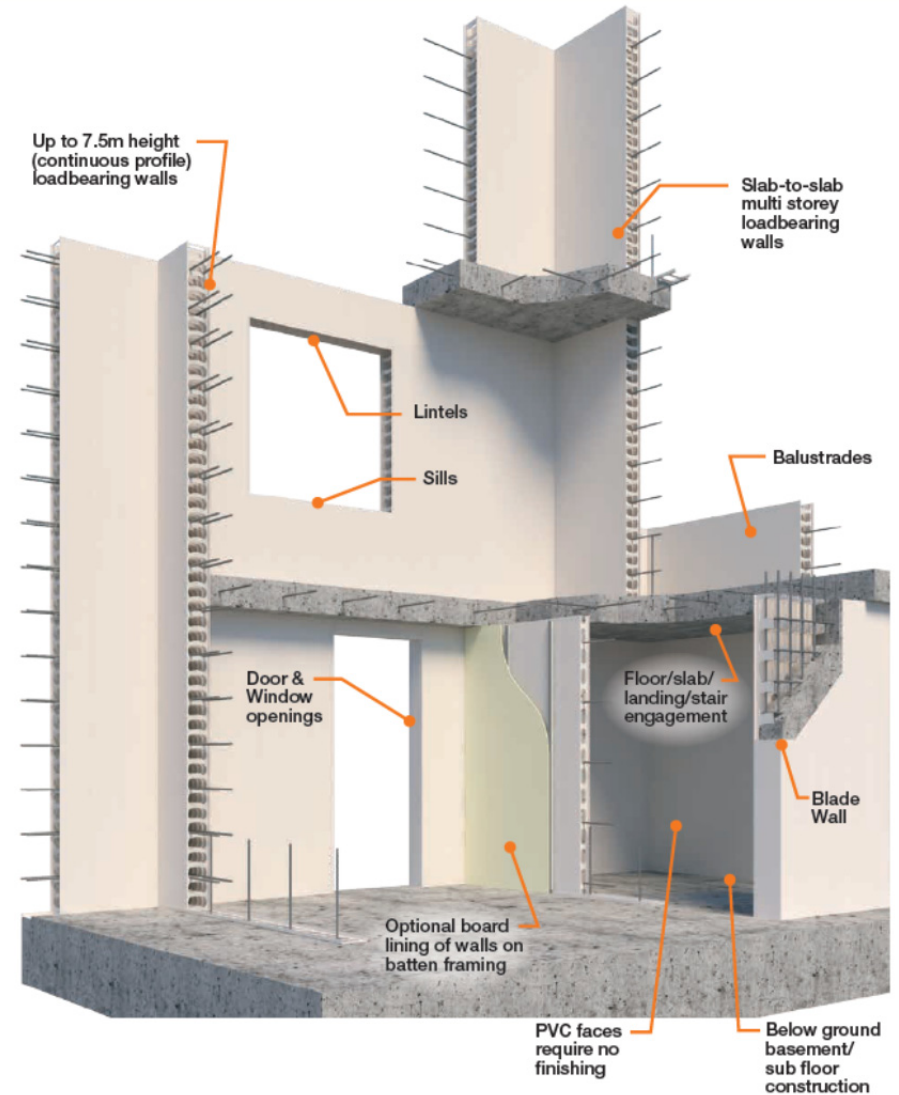 Up to 7.5m height
(continuous profile)
loadbearing walls
Slab-to-slab
multi storey
loadbearing
walls
Lintels
Sills
Balustrades
Door &
Window
openings
Floor/slab/
landing/stair
engagement
Blade
Wall
Optional board
lining of walls on
batten framing
PVC faces
require no
finishing
Below ground
basement/
sub floor
construction